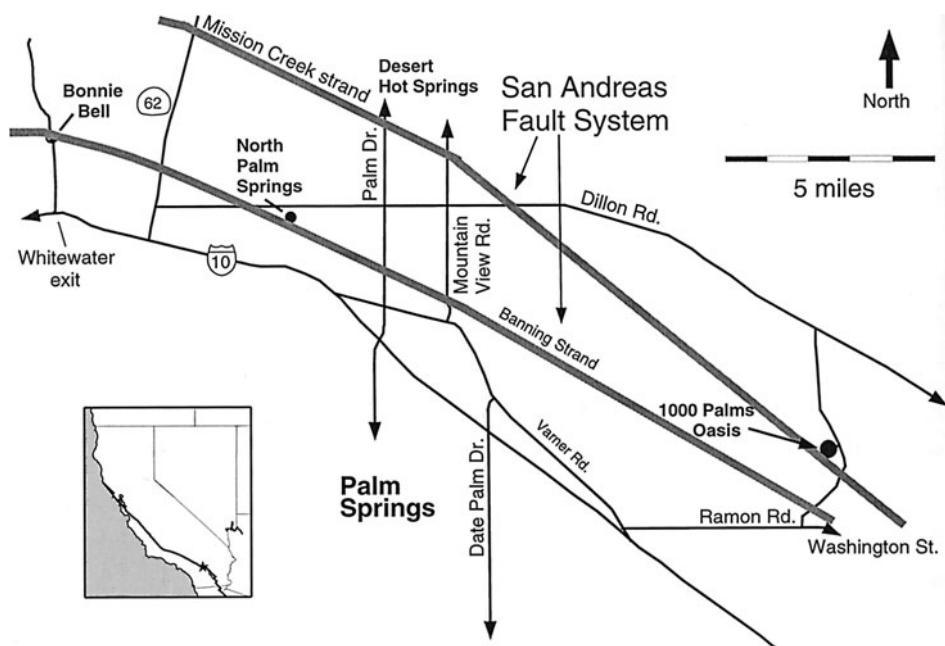 Mission Creek strand
Desert
Hot Springs
San Andreas
Fault System
North
5 miles
Bonnie
Bell
62
North
Palm
Springs
Palm Dr.
Mountain
View Rd.
Dillon Rd.
Whitewater
exit
10
Banning Strand
1000 Palms
Oasis
Varner Rd.
Palm
Springs
Date Palm Dr.
Ramon Rd.
Washington St.